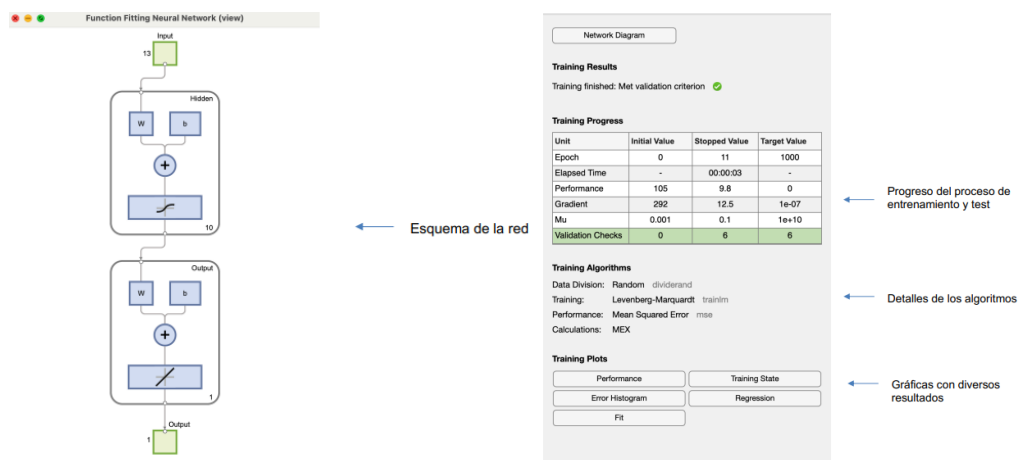 Function Fitting Neural Network (view)
Input
13
Hidden
W b
+
10
Output
W b
+
1
Output
1
Esquema de la red
Network Diagram
Training Results
Training finished: Met validation criterion
Training Progress
Unit Initial Value Stopped Value Target Value
Epoch 0 11 1000
Elapsed Time - 00:00:03 -
Performance 105 9.8 0
Gradient 292 12.5 1e-07
Mu 0.001 0.1 1e+10
Validation Checks 0 6 6
Training Algorithms
Data Division: Random dividerand
Training: Levenberg-Marquardt trainlm
Performance: Mean Squared Error mse
Calculations: MEX
Training Plots
Performance Training State
Error Histogram Regression
Fit
Progreso del proceso de
entrenamiento y test
Detalles de los algoritmos
Gráficas con diversos
resultados